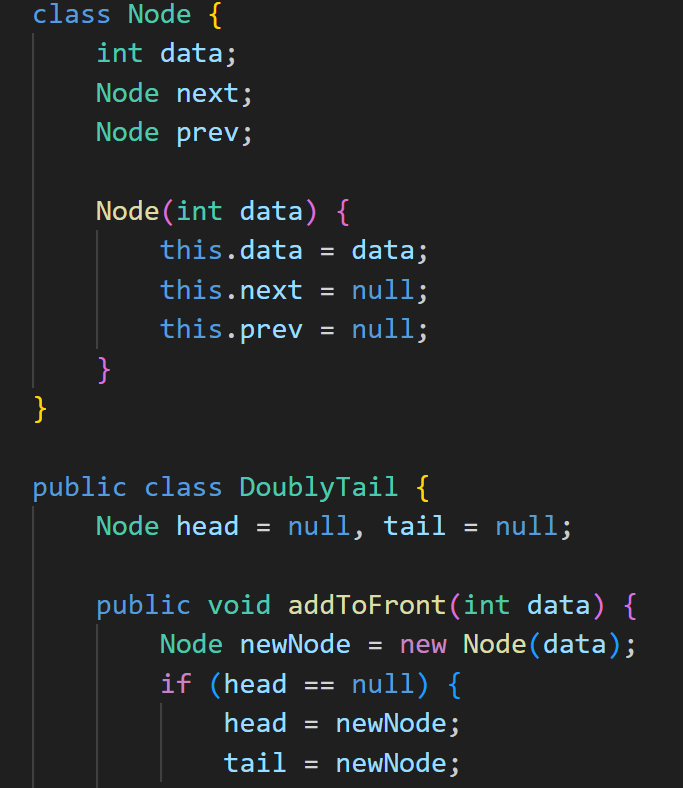 class Node {
    int data;
    Node next;
    Node prev;

    Node(int data) {
        this.data = data;
        this.next = null;
        this.prev = null;
    }
}

public class DoublyTail {
    Node head = null, tail = null;

    public void addToFront(int data) {
        Node newNode = new Node(data);
        if (head == null) {
            head = newNode;
            tail = newNode;